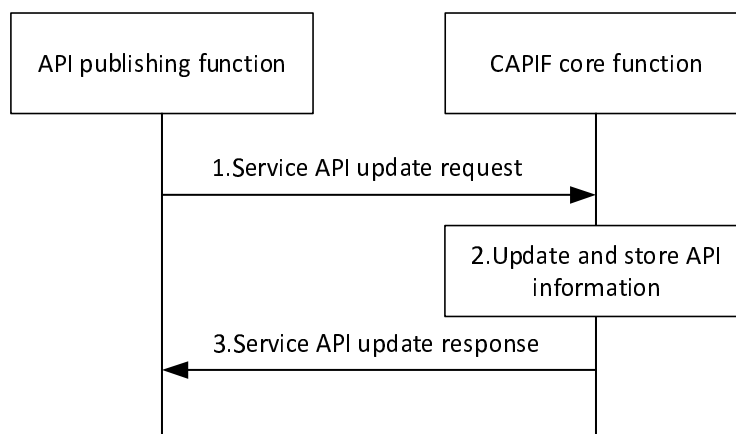 API publishing function
CAPIF core function
1.Service API update request
2.Update and store API
information
3.Service API update response